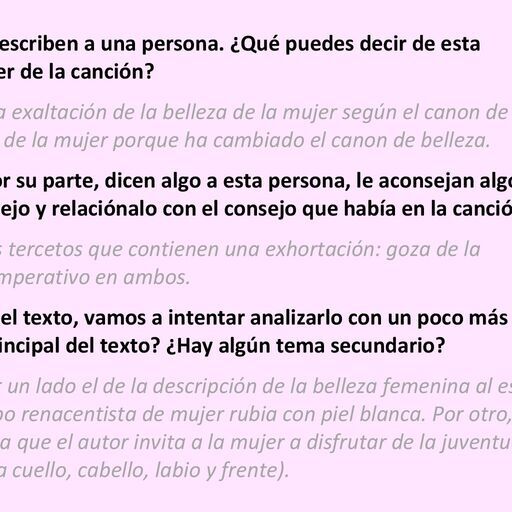 escriben a una persona. ¿Qué puedes decir de esta
er de la canción?
a exaltación de la belleza de la mujer según el canon de
de la mujer porque ha cambiado el canon de belleza.
or su parte, dicen algo a esta persona, le aconsejan algo
ejo y relaciónalo con el consejo que había en la canció
s tercetos que contienen una exhortación: goza de la
mperativo en ambos.
el texto, vamos a intentar analizarlo con un poco más
incipal del texto? ¿Hay algún tema secundario?
r un lado el de la descripción de la belleza femenina al es
po renacentista de mujer rubia con piel blanca. Por otro,
a que el autor invita a la mujer a disfrutar de la juventu
a cuello, cabello, labio y frente).